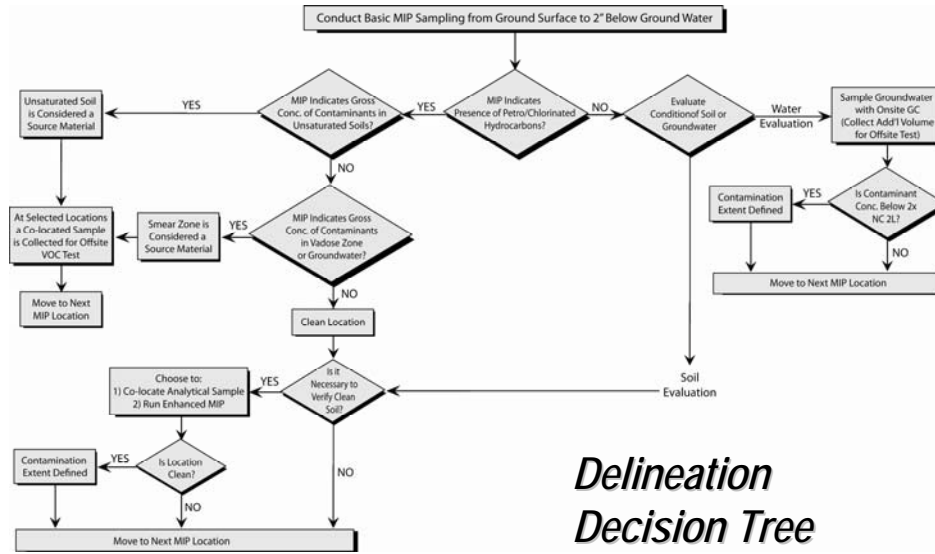 Conduct Basic MIP Sampling from Ground Surface to 2" Below Ground Water
MIP Indicates
Presence of Petro/Chlorinated
Hydrocarbons?
YES
NO
MIP Indicates Gross
Conc. of Contaminants in
Unsaturated Soils?
YES
NO
Unsaturated Soil
is Considered a
Source Material
At Selected Locations
a Co-located Sample
is Collected for Offsite
VOC Test
Move to Next
MIP Location
MIP Indicates Gross
Conc. of Contaminants
in Vadose Zone
or Groundwater?
YES
Smear Zone is
Considered a
Source Material
NO
Clean Location
Evaluate
Conditionof Soil or
Groundwater
Water
Evaluation
Sample Groundwater
with Onsite GC
(Collect Add'l Volume
for Offsite Test)
Is Contaminant
Conc. Below 2x
NC 2L?
YES
Contamination
Extent Defined
NO
Move to Next MIP Location
Soil
Evaluation
Is it
Necessary to
Verify Clean
Soil?
YES
Choose to:
1) Co-locate Analytical Sample
2) Run Enhanced MIP
Is Location
Clean?
YES
Contamination
Extent Defined
NO
NO
Move to Next MIP Location
Delineation
Decision Tree